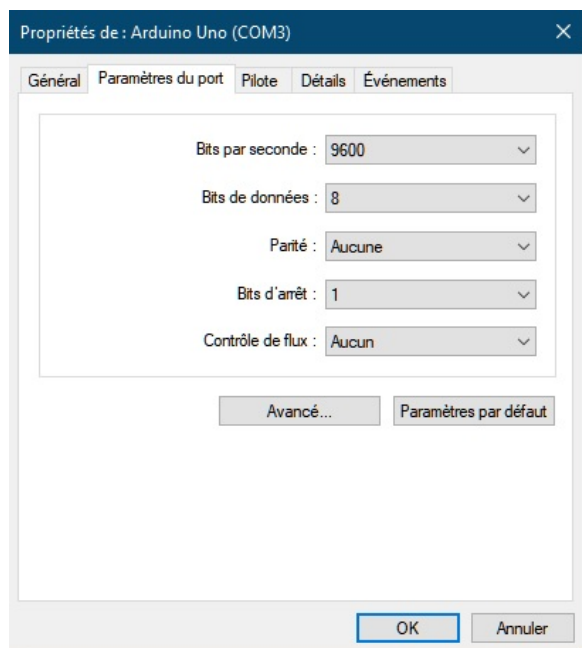 Propriétés de : Arduino Uno (COM3)
Général Paramètres du port Pilote Détails Événements
Bits par seconde : 9600
Bits de données : 8
Parité : Aucune
Bits d'arrêt : 1
Contrôle de flux : Aucun
Avancé... Paramètres par défaut
OK Annuler